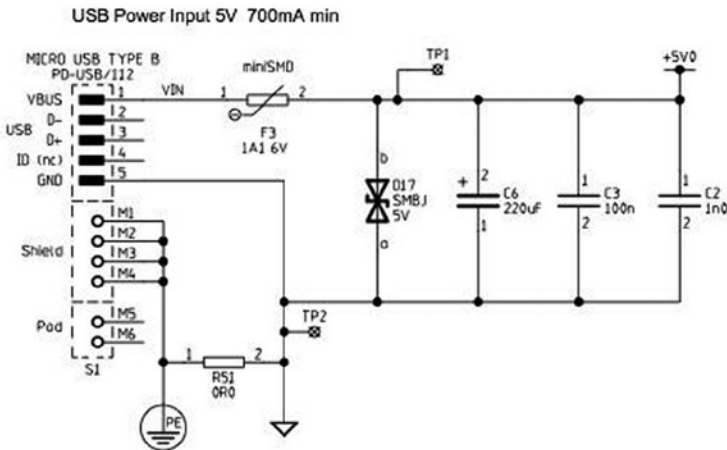 USB Power Input 5V 700mA min
MICRO USB TYPE B
PD-USB/112
VBUS
1
VIN
D-
2
USB
D+
3
ID (nc)
4
GND
5
miniSMD
1
2
F3
1A1 6V
TP1
+5V0
b
D17
SMBJ
5V
a
+
2
C6
220uF
1
1
C3
100n
2
1
C2
1n0
2
Shield
M1
M2
M3
M4
Pad
M5
M6
S1
TP2
1
2
R51
0R0
PE